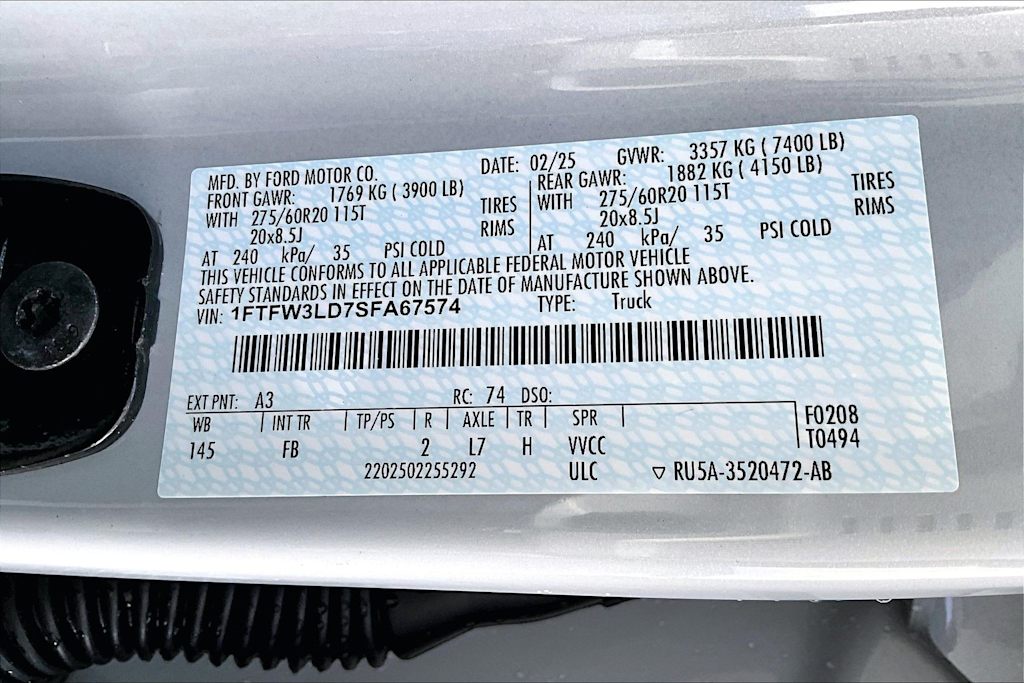 MFD. BY FORD MOTOR CO. DATE: 02/25 GVWR: 3357 KG ( 7400 LB)
FRONT GAWR: 1769 KG ( 3900 LB) REAR GAWR: 1882 KG ( 4150 LB)
WITH 275/60R20 115T TIRES WITH 275/60R20 115T TIRES
20x8.5J RIMS 20x8.5J RIMS
AT 240 kPa/ 35 PSI COLD AT 240 kPa/ 35 PSI COLD
THIS VEHICLE CONFORMS TO ALL APPLICABLE FEDERAL MOTOR VEHICLE
SAFETY STANDARDS IN EFFECT ON THE DATE OF MANUFACTURE SHOWN ABOVE.
VIN: 1FTFW3LD7SFA67574 TYPE: Truck
EXT PNT: A3 RC: 74 DSO:
WB INT TR TP/PS R AXLE TR SPR F0208
145 FB 2 L7 H VVCC T0494
2202502255292 ULC ▽ RU5A-3520472-AB